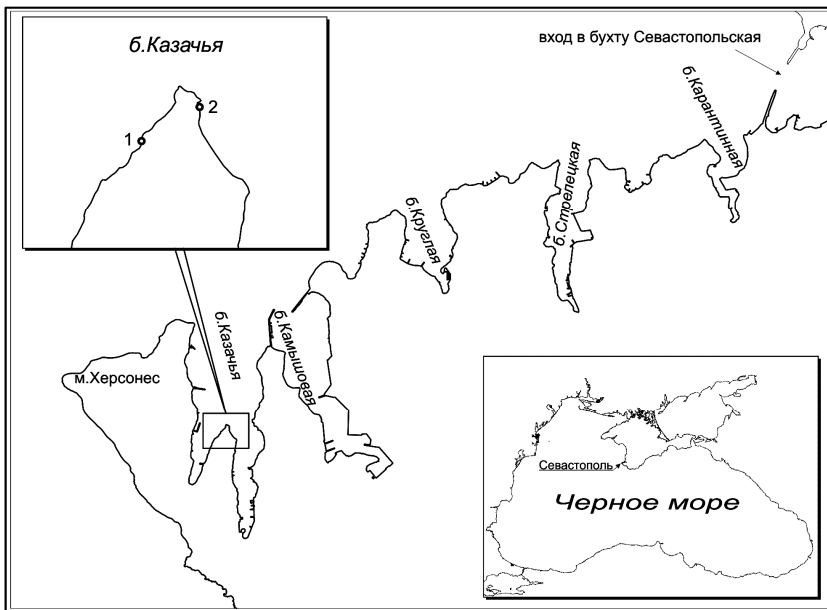 б.Казачья
1
2
вход в бухту Севастопольская
б.Карантинная
б.Стрелецкая
б.Круглая
б.Казачья
б.Камышовая
м.Херсонес
Севастополь
Черное море